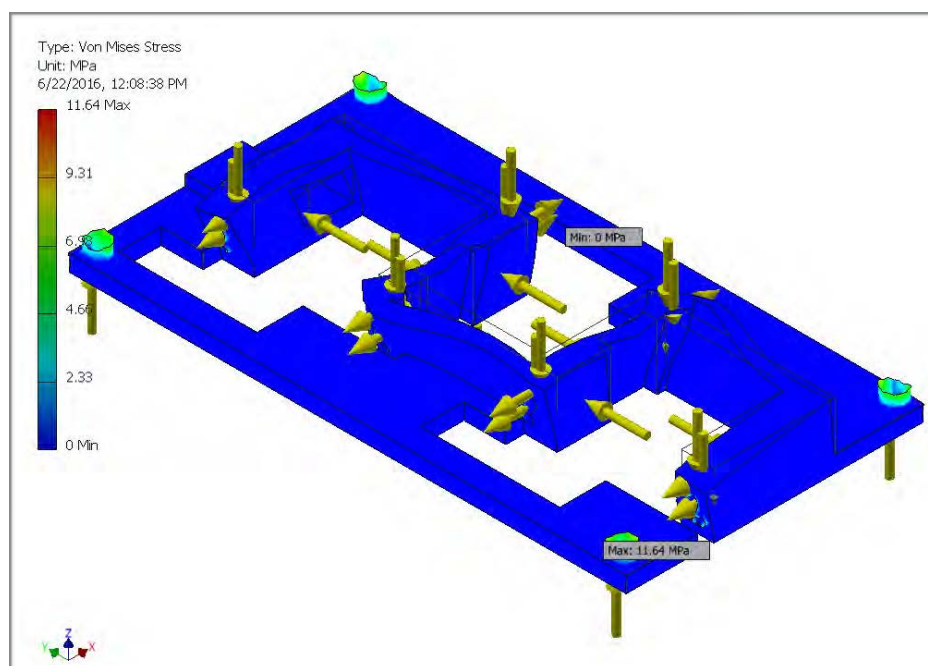 Type: Von Mises Stress
Unit: MPa
6/22/2016, 12:08:38 PM
11.64 Max
9.31
6.98
4.66
2.33
0 Min
Min: 0 MPa
Max: 11.64 MPa
Z
Y
X